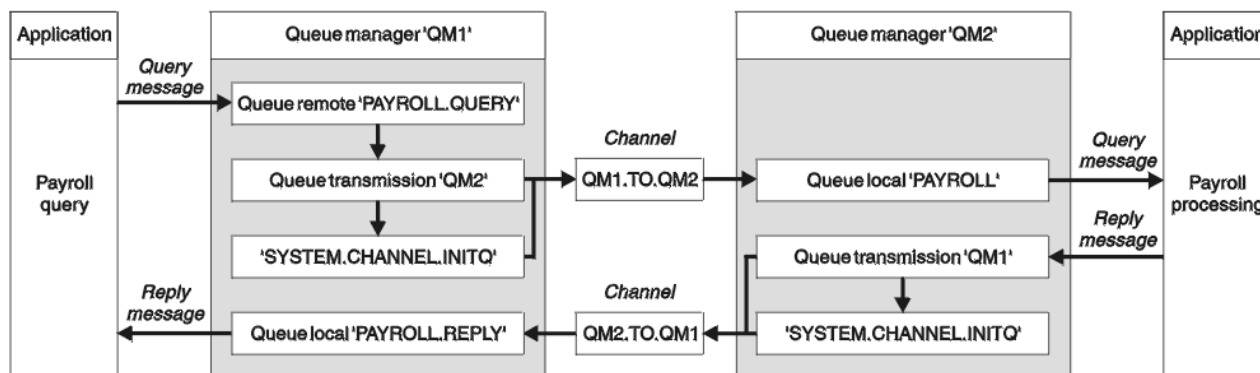 Application
Queue manager 'QM1'
Queue manager 'QM2'
Application
Query
message
Queue remote 'PAYROLL.QUERY'
Channel
Query
message
Payroll
query
Queue transmission 'QM2'
QM1.TO.QM2
Queue local 'PAYROLL'
Payroll
processing
Reply
message
'SYSTEM.CHANNEL.INITQ'
Queue transmission 'QM1'
Reply
message
Channel
Queue local 'PAYROLL.REPLY'
QM2.TO.QM1
'SYSTEM.CHANNEL.INITQ'